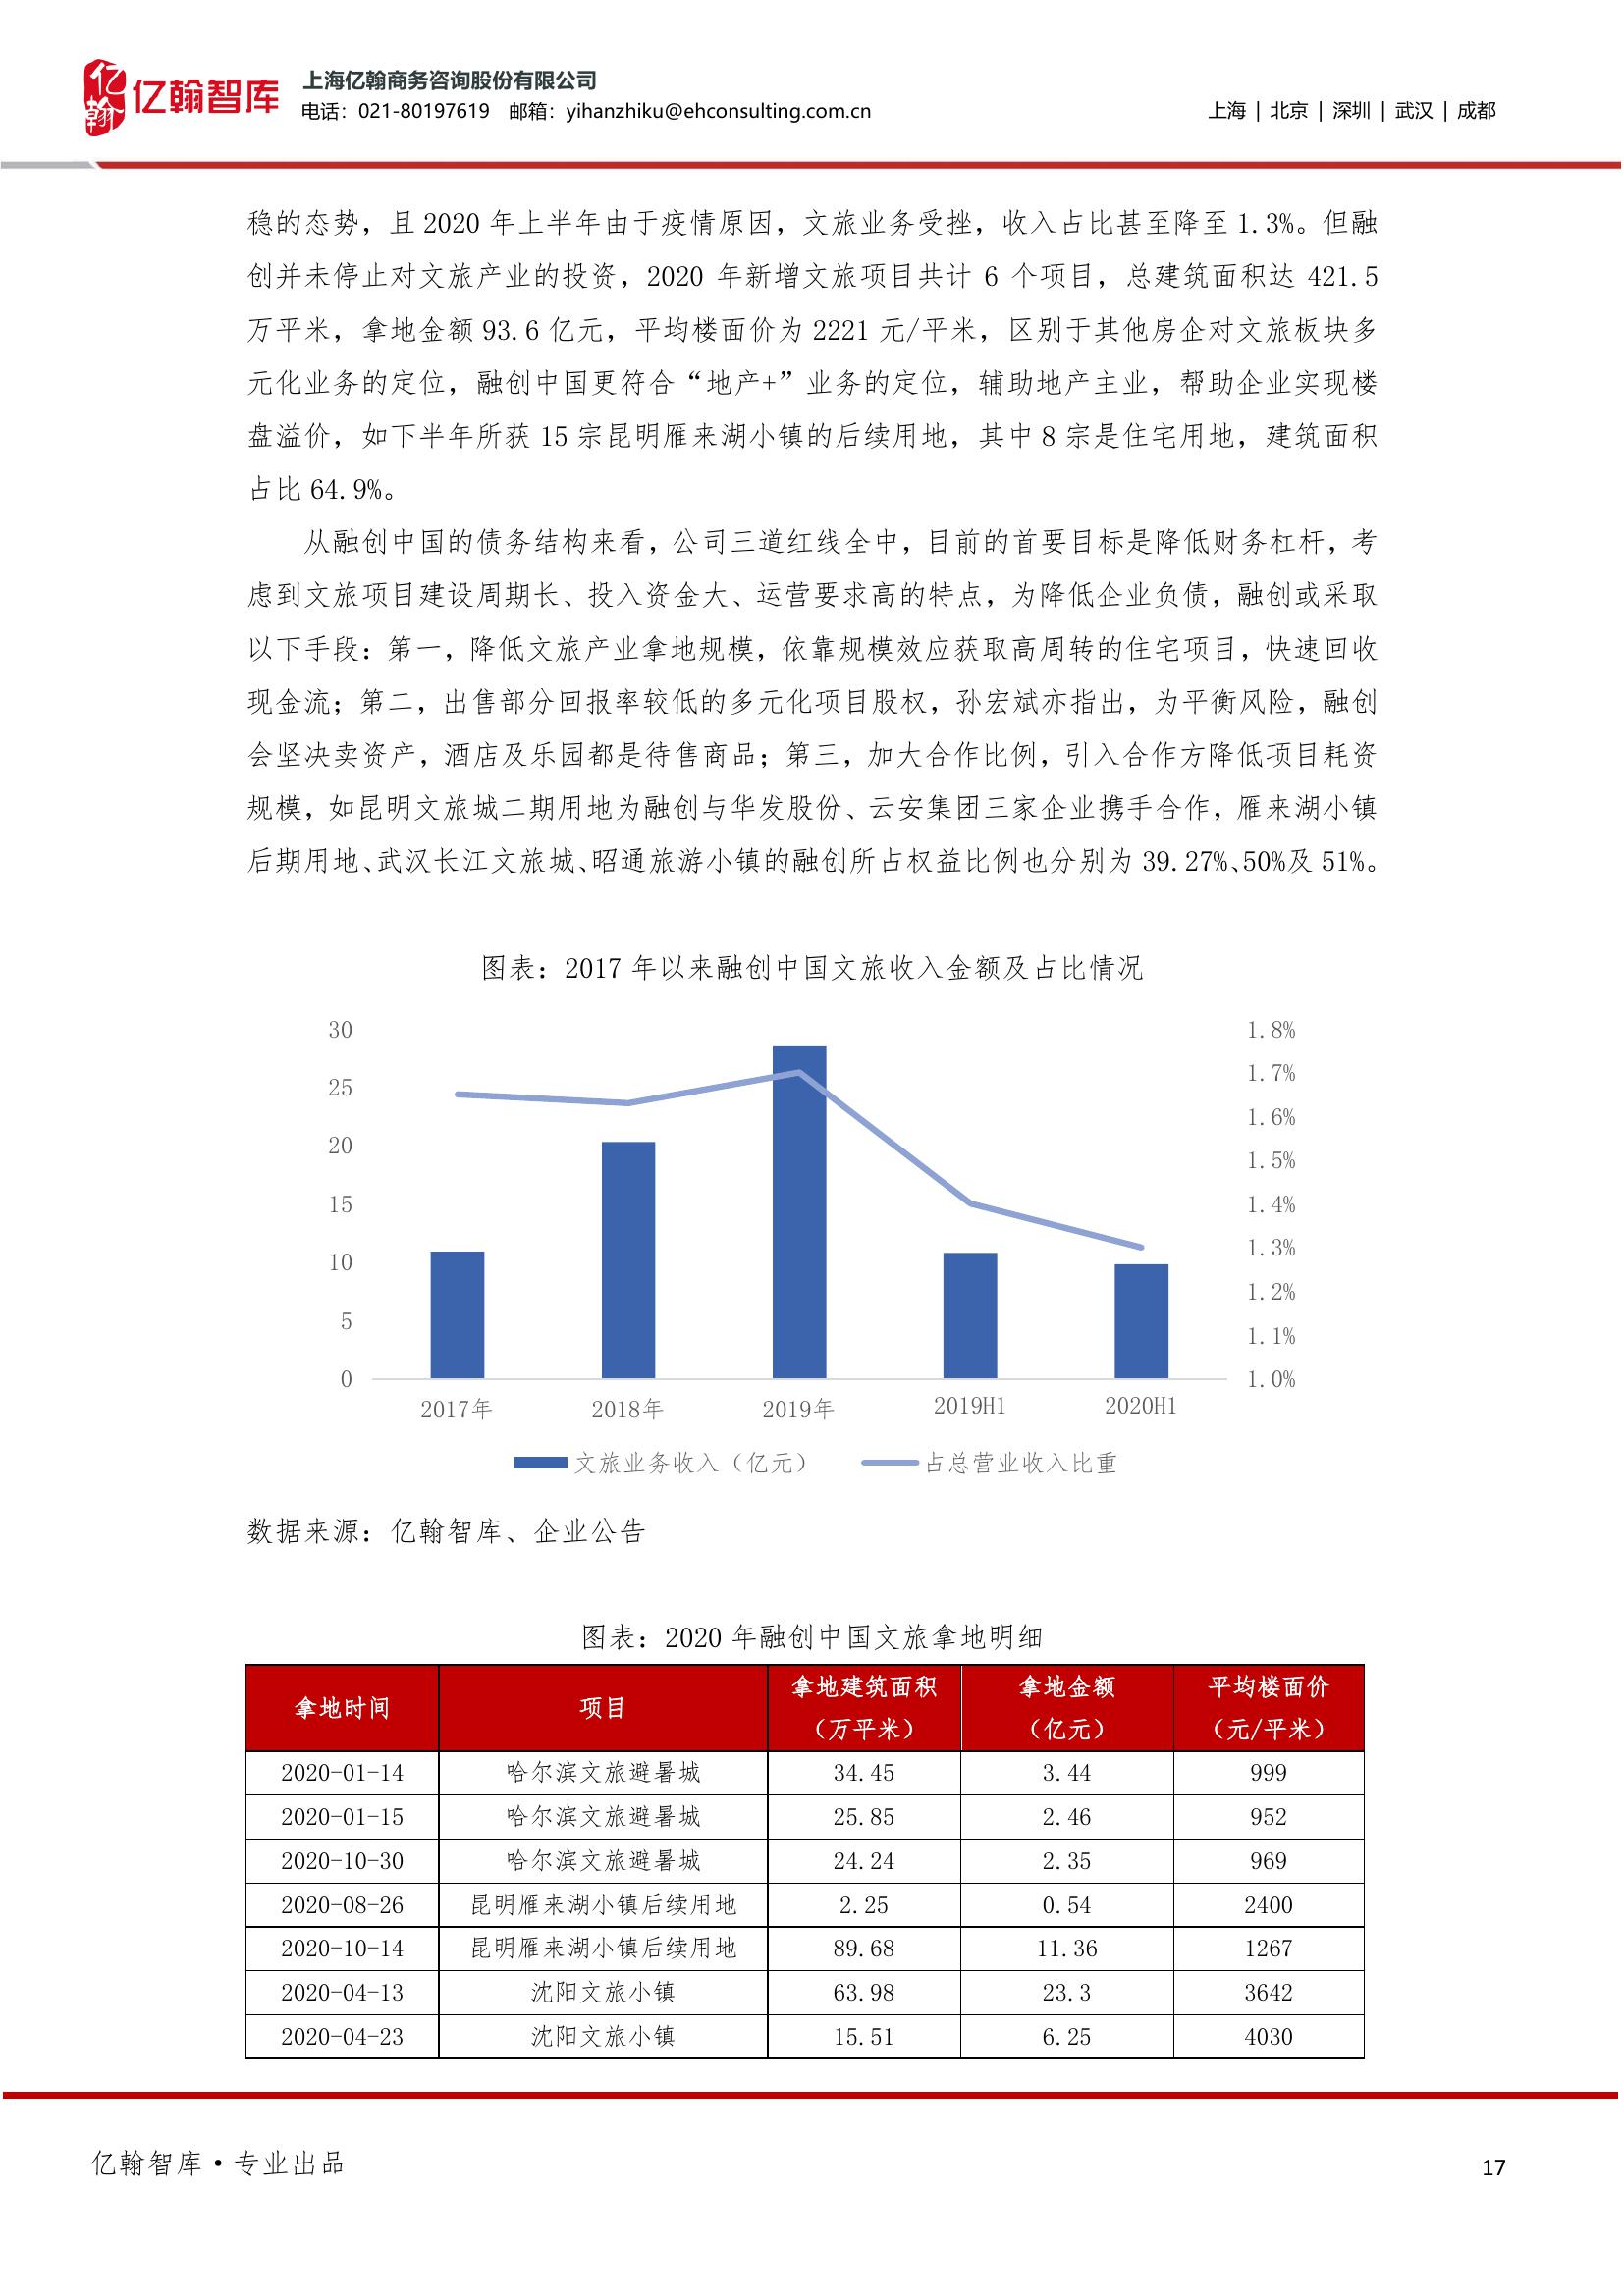 亿翰
亿翰智库
上海亿翰商务咨询股份有限公司
电话：021-80197619 邮箱：yihanzhiku@ehconsulting.com.cn
上海 | 北京 | 深圳 | 武汉 | 成都
稳的态势，且 2020 年上半年由于疫情原因，文旅业务受挫，收入占比甚至降至 1.3%。但融
创并未停止对文旅产业的投资，2020 年新增文旅项目共计 6 个项目，总建筑面积达 421.5
万平米，拿地金额 93.6 亿元，平均楼面价为 2221 元/平米，区别于其他房企对文旅板块多
元化业务的定位，融创中国更符合“地产+”业务的定位，辅助地产主业，帮助企业实现楼
盘溢价，如下半年所获 15 宗昆明雁来湖小镇的后续用地，其中 8 宗是住宅用地，建筑面积
占比 64.9%。
从融创中国的债务结构来看，公司三道红线全中，目前的首要目标是降低财务杠杆，考
虑到文旅项目建设周期长、投入资金大、运营要求高的特点，为降低企业负债，融创或采取
以下手段：第一，降低文旅产业拿地规模，依靠规模效应获取高周转的住宅项目，快速回收
现金流；第二，出售部分回报率较低的多元化项目股权，孙宏斌亦指出，为平衡风险，融创
会坚决卖资产，酒店及乐园都是待售商品；第三，加大合作比例，引入合作方降低项目耗资
规模，如昆明文旅城二期用地为融创与华发股份、云安集团三家企业携手合作，雁来湖小镇
后期用地、武汉长江文旅城、昭通旅游小镇的融创所占权益比例也分别为 39.27%、50%及 51%。
图表：2017 年以来融创中国文旅收入金额及占比情况
30 1.8%
1.7%
25
1.6%
20
1.5%
15 1.4%
10 1.3%
1.2%
5
1.1%
0 1.0%
2017年 2018年 2019年 2019H1 2020H1
文旅业务收入（亿元） 占总营业收入比重
数据来源：亿翰智库、企业公告
图表：2020 年融创中国文旅拿地明细
拿地时间 项目 拿地建筑面积（万平米） 拿地金额（亿元） 平均楼面价（元/平米）
2020-01-14 哈尔滨文旅避暑城 34.45 3.44 999
2020-01-15 哈尔滨文旅避暑城 25.85 2.46 952
2020-10-30 哈尔滨文旅避暑城 24.24 2.35 969
2020-08-26 昆明雁来湖小镇后续用地 2.25 0.54 2400
2020-10-14 昆明雁来湖小镇后续用地 89.68 11.36 1267
2020-04-13 沈阳文旅小镇 63.98 23.3 3642
2020-04-23 沈阳文旅小镇 15.51 6.25 4030
亿翰智库·专业出品
17